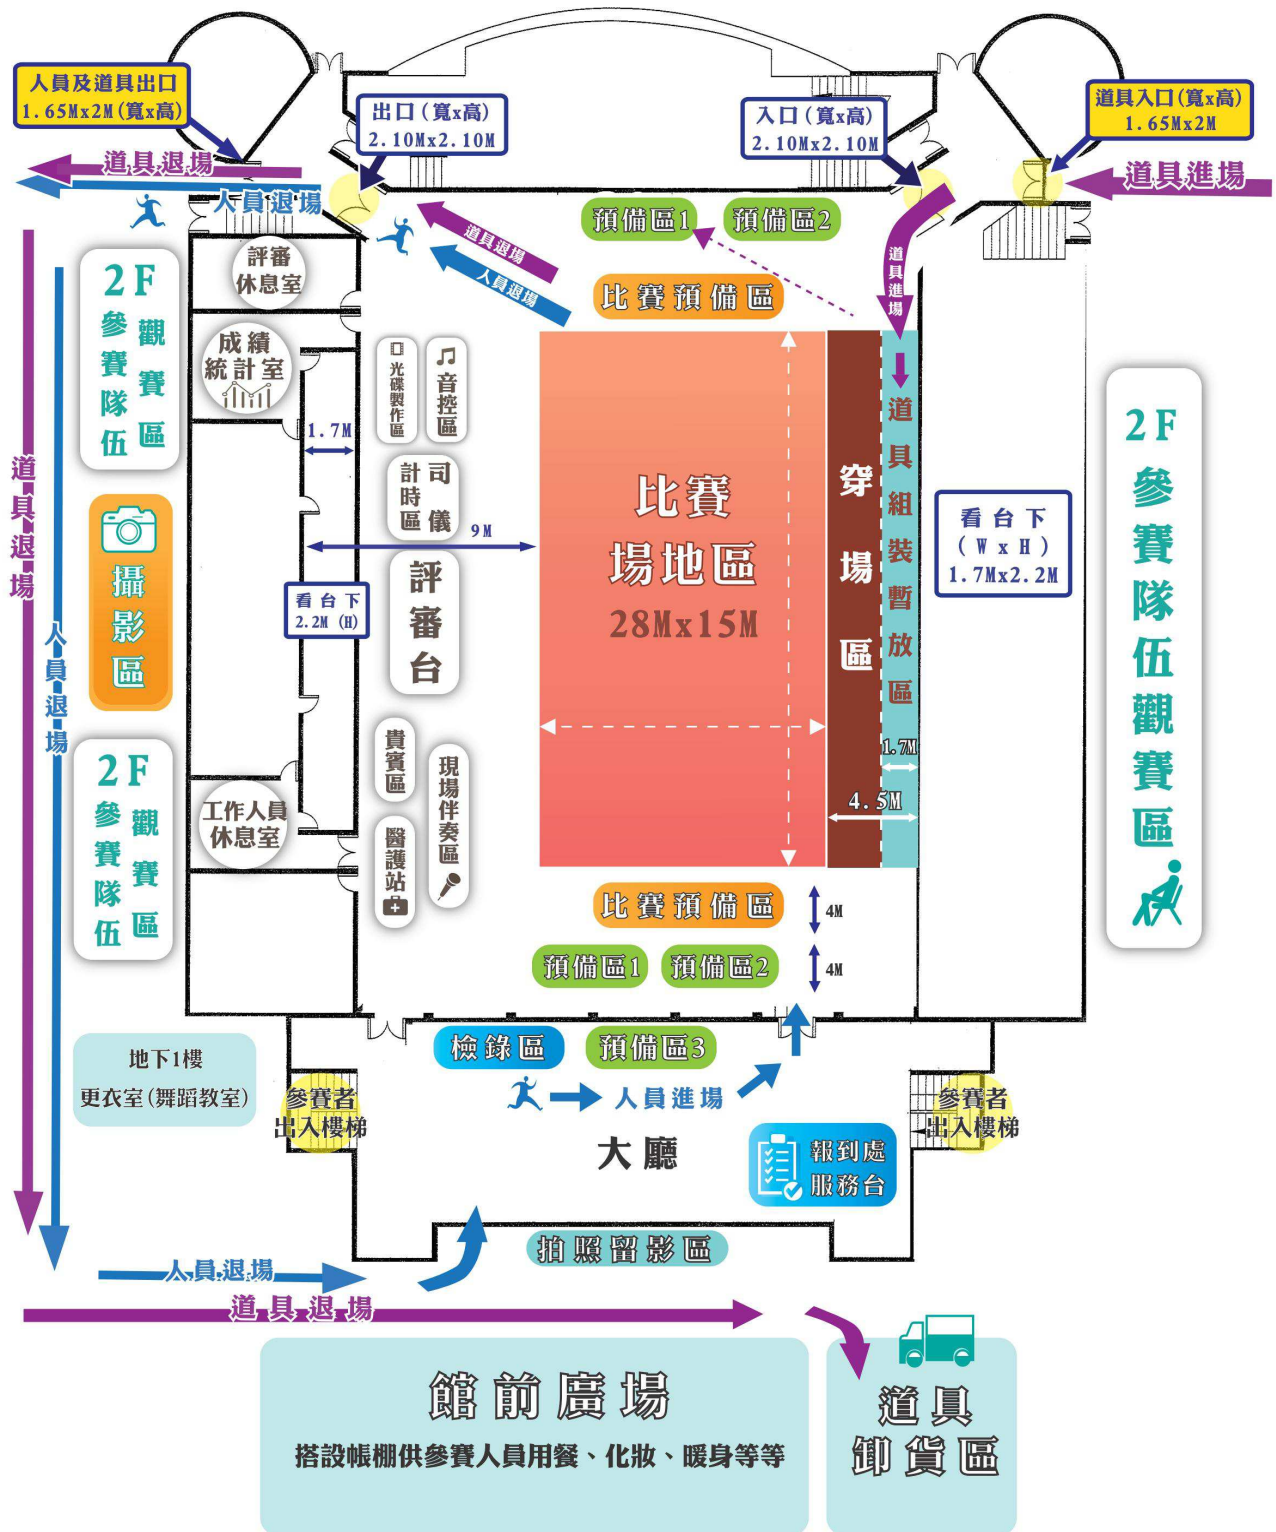 人員及道具出口
1.65Mx2M(寬x高)
出口(寬x高)
2.10Mx2.10M
入口(寬x高)
2.10Mx2.10M
道具入口(寬x高)
1.65Mx2M
道具退場
人員退場
道具進場
預備區1
預備區2
道具退場
人員退場
道具進場
比賽預備區
評審
休息室
成績
統計室
2F
參賽隊伍
觀賽區
1.7M
光碟製作區
音控區
司儀
計時區
9M
評審台
看台下
2.2M (H)
比賽
場地區
28Mx15M
穿場區
道具組裝暫放區
1.7M
4.5M
看台下
(WxH)
1.7Mx2.2M
2F
參賽隊伍觀賽區
道具退場
人員退場
攝影區
2F
參賽隊伍
觀賽區
工作人員
休息室
貴賓區
現場伴奏區
醫護站
比賽預備區
4M
預備區1
預備區2
4M
檢錄區
預備區3
人員進場
大廳
地下1樓
更衣室(舞蹈教室)
參賽者
出入樓梯
參賽者
出入樓梯
報到處
服務台
拍照留影區
人員退場
道具退場
館前廣場
搭設帳棚供參賽人員用餐、化妝、暖身等等
道具
卸貨區